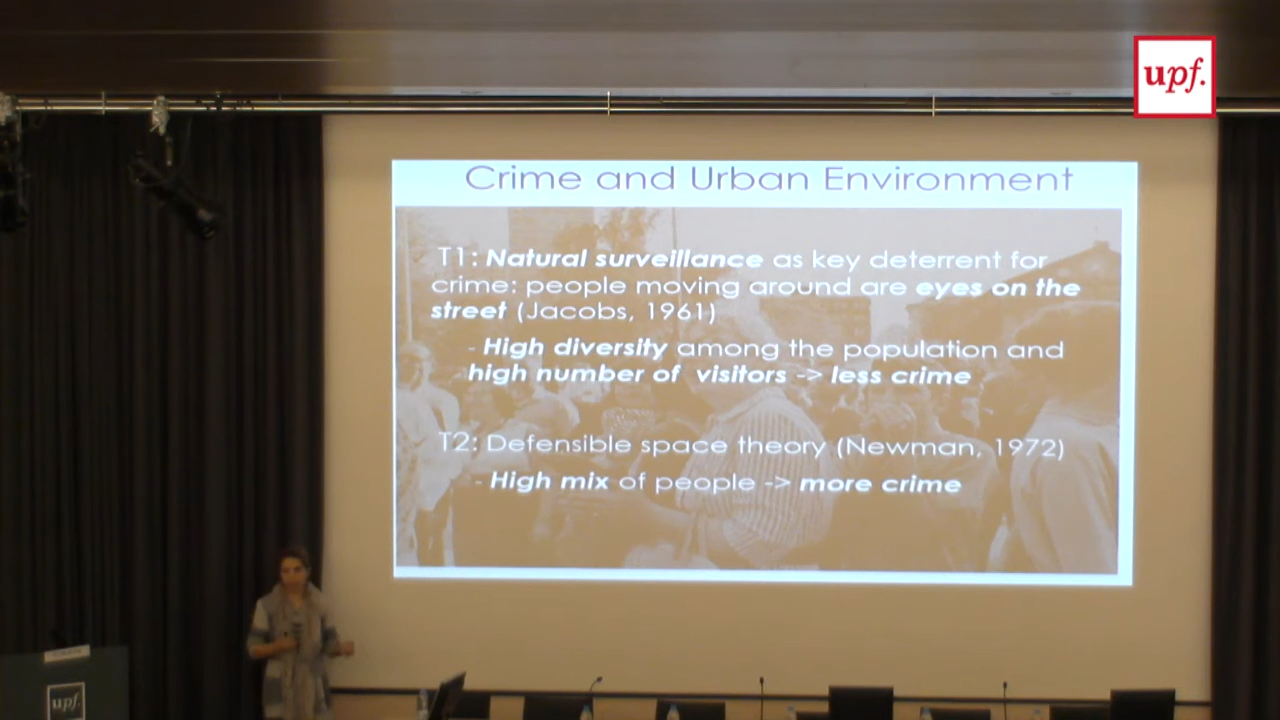 upf.
Crime and Urban Environment
T1: Natural surveillance as key deterrent for
crime: people moving around are eyes on the
street (Jacobs, 1961)
- High diversity among the population and
high number of visitors -> less crime
T2: Defensible space theory (Newman, 1972)
- High mix of people -> more crime
upf.